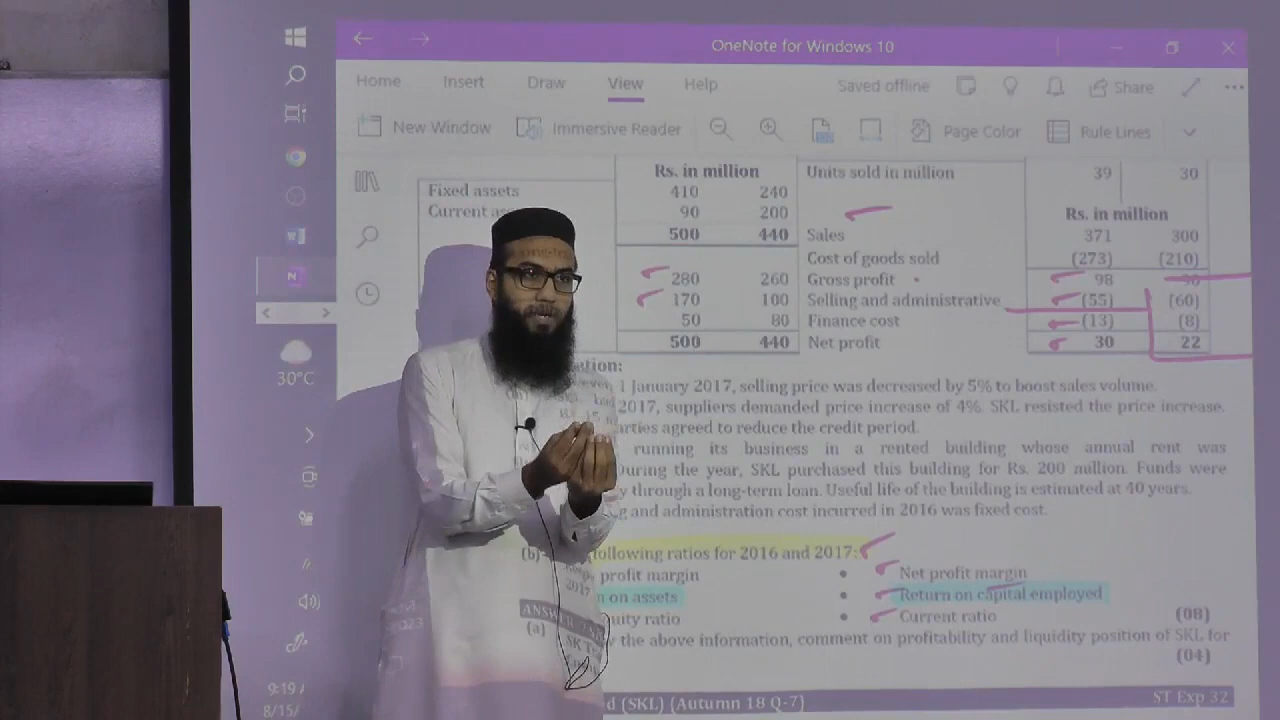 OneNote for Windows 10
Home Insert Draw View Help Saved offline Share
New Window Immersive Reader Page Color Rule Lines
Rs. in million Units sold in million 39 30
Fixed assets 410 240
Current 90 200 Rs. in million
500 440 Sales 371 300
Cost of goods sold (273) (210)
280 260 Gross profit 98
170 100 Selling and administrative (55) (60)
50 80 Finance cost (13) (8)
500 440 Net profit 30 22
1 January 2017, selling price was decreased by 5% to boost sales volume.
2017, suppliers demanded price increase of 4%. SKL resisted the price increase.
agreed to reduce the credit period.
running its business in a rented building whose annual rent was
During the year, SKL purchased this building for Rs. 200 million. Funds were
through a long-term loan. Useful life of the building is estimated at 40 years.
and administration cost incurred in 2016 was fixed cost.
(b) following ratios for 2016 and 2017:
profit margin • Net profit margin
on assets • Return on capital employed
ratio • Current ratio (08)
the above information, comment on profitability and liquidity position of SKL for
(04)
(SKL) (Autumn 18 Q-7) ST Exp 32
(a)
30°C
9:19
8/15/